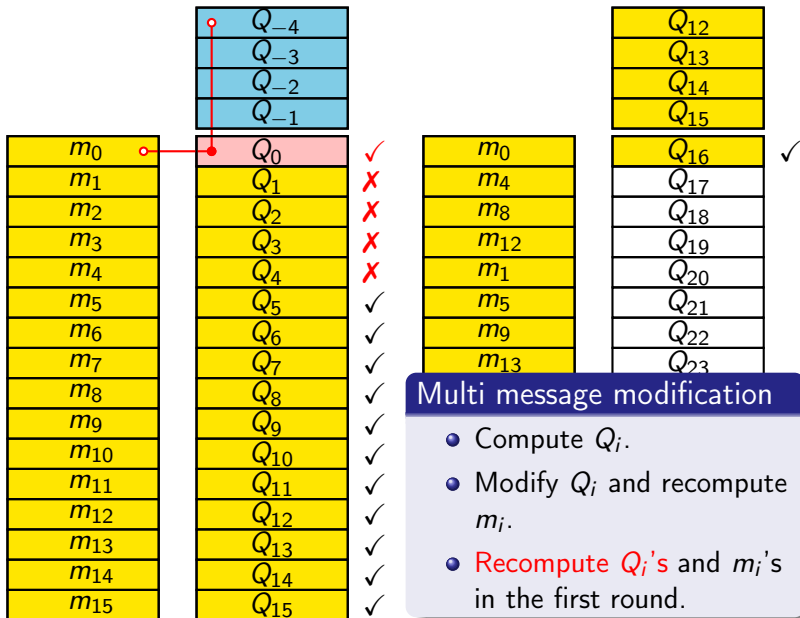 Q₋₄ Q₁₂
Q₋₃ Q₁₃
Q₋₂ Q₁₄
Q₋₁ Q₁₅
m₀ Q₀ ✓ m₀ Q₁₆ ✓
m₁ Q₁ ✗ m₄ Q₁₇
m₂ Q₂ ✗ m₈ Q₁₈
m₃ Q₃ ✗ m₁₂ Q₁₉
m₄ Q₄ ✗ m₁ Q₂₀
m₅ Q₅ ✓ m₅ Q₂₁
m₆ Q₆ ✓ m₉ Q₂₂
m₇ Q₇ ✓ m₁₃ Q₂₃
m₈ Q₈ ✓
m₉ Q₉ ✓
m₁₀ Q₁₀ ✓
m₁₁ Q₁₁ ✓
m₁₂ Q₁₂ ✓
m₁₃ Q₁₃ ✓
m₁₄ Q₁₄ ✓
m₁₅ Q₁₅ ✓
Multi message modification
Compute Qᵢ.
Modify Qᵢ and recompute
mᵢ.
Recompute Qᵢ's and mᵢ's
in the first round.